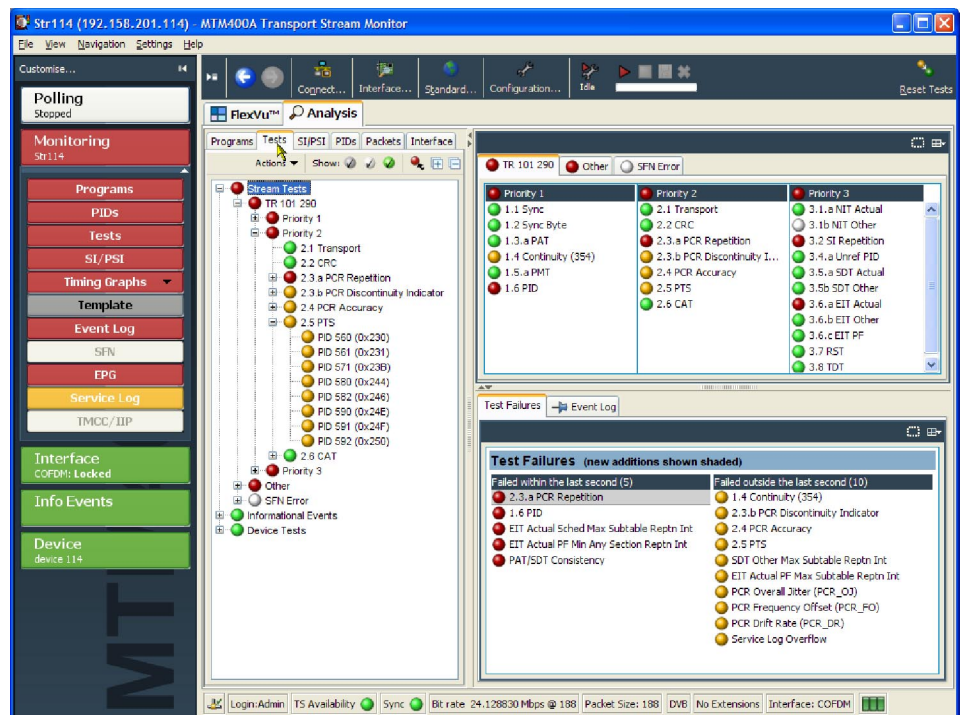 Str114 (192.158.201.114) - MTM400A Transport Stream Monitor
File View Navigation Settings Help
Customise...
Polling
Stopped
Monitoring
Str114
Programs
PIDs
Tests
SI/PSI
Timing Graphs
Template
Event Log
SFN
EPG
Service Log
TMCC/IIP
Interface
COFDM: Locked
Info Events
Device
device 114
MTM
Connect...
Interface...
Standard...
Configuration...
Idle
Reset Tests
FlexVu™
Analysis
Programs Tests SI/PSI PIDs Packets Interface
Actions Show:
Stream Tests
TR 101 290
Priority 1
Priority 2
2.1 Transport
2.2 CRC
2.3.a PCR Repetition
2.3.b PCR Discontinuity Indicator
2.4 PCR Accuracy
2.5 PTS
PID 560 (0x230)
PID 561 (0x231)
PID 571 (0x23B)
PID 580 (0x244)
PID 582 (0x246)
PID 590 (0x24E)
PID 591 (0x24F)
PID 592 (0x250)
2.6 CAT
Priority 3
Other
SFN Error
Informational Events
Device Tests
TR 101 290 Other SFN Error
Priority 1
1.1 Sync
1.2 Sync Byte
1.3.a PAT
1.4 Continuity (354)
1.5.a PMT
1.6 PID
Priority 2
2.1 Transport
2.2 CRC
2.3.a PCR Repetition
2.3.b PCR Discontinuity I...
2.4 PCR Accuracy
2.5 PTS
2.6 CAT
Priority 3
3.1.a NIT Actual
3.1b NIT Other
3.2 SI Repetition
3.4.a Unref PID
3.5.a SDT Actual
3.5b SDT Other
3.6.a EIT Actual
3.6.b EIT Other
3.6.c EIT PF
3.7 RST
3.8 TDT
Test Failures Event Log
Test Failures (new additions shown shaded)
Failed within the last second (5)
2.3.a PCR Repetition
1.6 PID
EIT Actual Sched Max Subtable Reptn Int
EIT Actual PF Min Any Section Reptn Int
PAT/SDT Consistency
Failed outside the last second (10)
1.4 Continuity (354)
2.3.b PCR Discontinuity Indicator
2.4 PCR Accuracy
2.5 PTS
SDT Other Max Subtable Reptn Int
EIT Actual PF Max Subtable Reptn Int
PCR Overall Jitter (PCR_OJ)
PCR Frequency Offset (PCR_FO)
PCR Drift Rate (PCR_DR)
Service Log Overflow
Login:Admin TS Availability Sync Bit rate 24.128830 Mbps @ 188 Packet Size: 188 DVB No Extensions Interface: COFDM